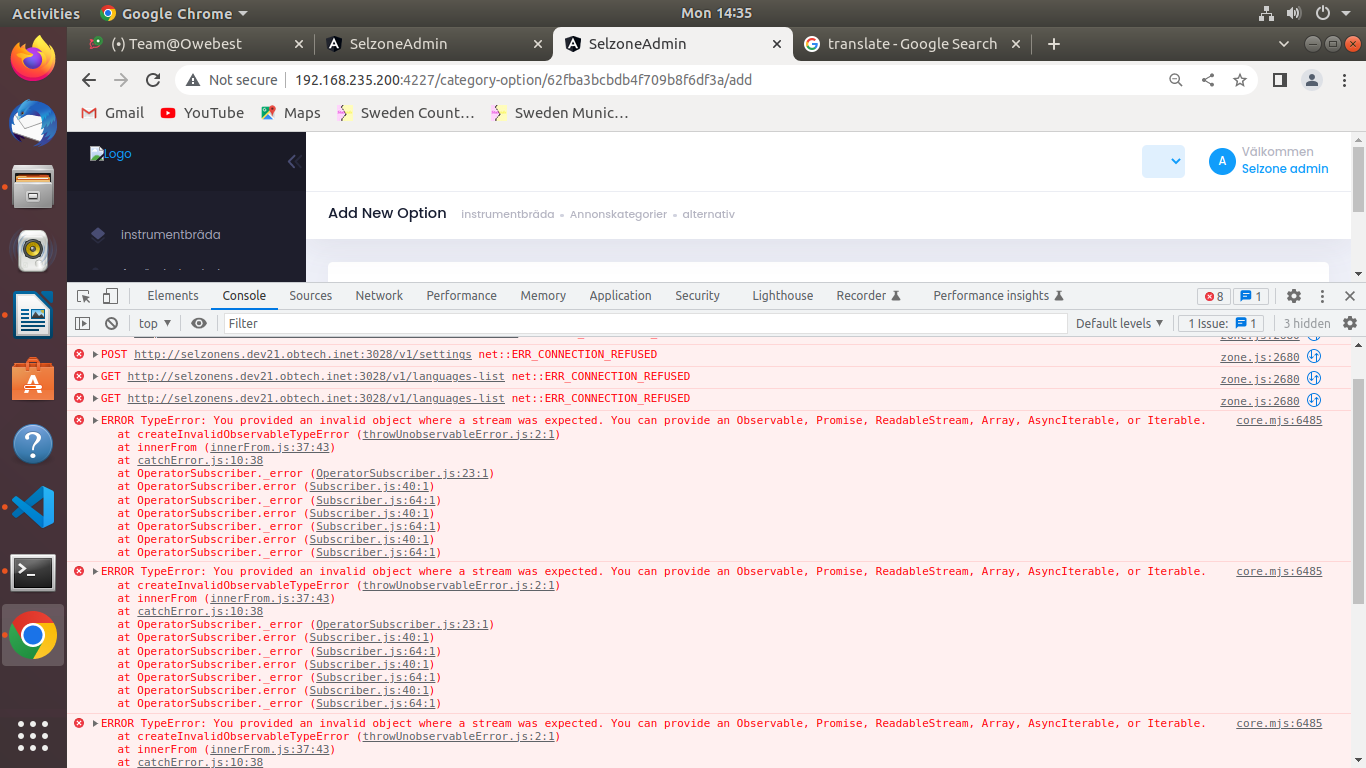 Activities Google Chrome Mon 14:35
(•) Team@Owebest SelzoneAdmin SelzoneAdmin translate - Google Search
Not secure 192.168.235.200:4227/category-option/62fba3bcbdb4f709b8f6df3a/add
Gmail YouTube Maps Sweden Count… Sweden Munic…
Logo
A Välkommen
Selzone admin
Add New Option instrumentbräda Annonskategorier alternativ
instrumentbräda
Elements Console Sources Network Performance Memory Application Security Lighthouse Recorder Performance insights 8 1
top Filter Default levels 1 Issue: 1 3 hidden
zone.js:2680
POST http://selzonens.dev21.obtech.inet:3028/v1/settings net::ERR_CONNECTION_REFUSED zone.js:2680
GET http://selzonens.dev21.obtech.inet:3028/v1/languages-list net::ERR_CONNECTION_REFUSED zone.js:2680
GET http://selzonens.dev21.obtech.inet:3028/v1/languages-list net::ERR_CONNECTION_REFUSED zone.js:2680
ERROR TypeError: You provided an invalid object where a stream was expected. You can provide an Observable, Promise, ReadableStream, Array, AsyncIterable, or Iterable. core.mjs:6485
at createInvalidObservableTypeError (throwUnobservableError.js:2:1)
at innerFrom (innerFrom.js:37:43)
at catchError.js:10:38
at OperatorSubscriber._error (OperatorSubscriber.js:23:1)
at OperatorSubscriber.error (Subscriber.js:40:1)
at OperatorSubscriber._error (Subscriber.js:64:1)
at OperatorSubscriber.error (Subscriber.js:40:1)
at OperatorSubscriber._error (Subscriber.js:64:1)
at OperatorSubscriber.error (Subscriber.js:40:1)
at OperatorSubscriber._error (Subscriber.js:64:1)
ERROR TypeError: You provided an invalid object where a stream was expected. You can provide an Observable, Promise, ReadableStream, Array, AsyncIterable, or Iterable. core.mjs:6485
at createInvalidObservableTypeError (throwUnobservableError.js:2:1)
at innerFrom (innerFrom.js:37:43)
at catchError.js:10:38
at OperatorSubscriber._error (OperatorSubscriber.js:23:1)
at OperatorSubscriber.error (Subscriber.js:40:1)
at OperatorSubscriber._error (Subscriber.js:64:1)
at OperatorSubscriber.error (Subscriber.js:40:1)
at OperatorSubscriber._error (Subscriber.js:64:1)
at OperatorSubscriber.error (Subscriber.js:40:1)
at OperatorSubscriber._error (Subscriber.js:64:1)
ERROR TypeError: You provided an invalid object where a stream was expected. You can provide an Observable, Promise, ReadableStream, Array, AsyncIterable, or Iterable. core.mjs:6485
at createInvalidObservableTypeError (throwUnobservableError.js:2:1)
at innerFrom (innerFrom.js:37:43)
at catchError.js:10:38